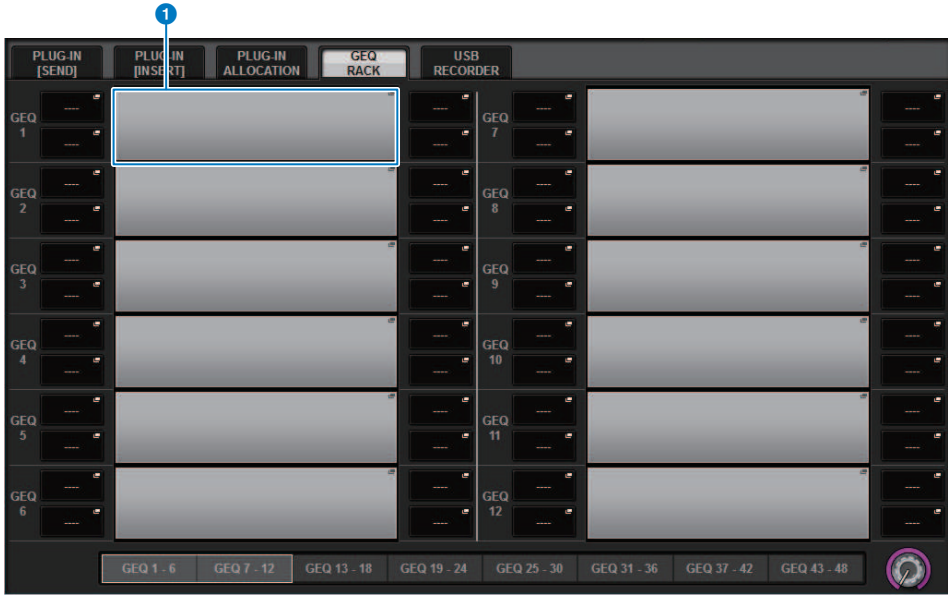 1
PLUG-IN [SEND]
PLUG-IN [INSERT]
PLUG-IN ALLOCATION
GEQ RACK
USB RECORDER
GEQ 1 ---- ---- ---- ----
GEQ 7 ---- ---- ---- ----
GEQ 2 ---- ---- ---- ----
GEQ 8 ---- ---- ---- ----
GEQ 3 ---- ---- ---- ----
GEQ 9 ---- ---- ---- ----
GEQ 4 ---- ---- ---- ----
GEQ 10 ---- ---- ---- ----
GEQ 5 ---- ---- ---- ----
GEQ 11 ---- ---- ---- ----
GEQ 6 ---- ---- ---- ----
GEQ 12 ---- ---- ---- ----
GEQ 1 - 6
GEQ 7 - 12
GEQ 13 - 18
GEQ 19 - 24
GEQ 25 - 30
GEQ 31 - 36
GEQ 37 - 42
GEQ 43 - 48